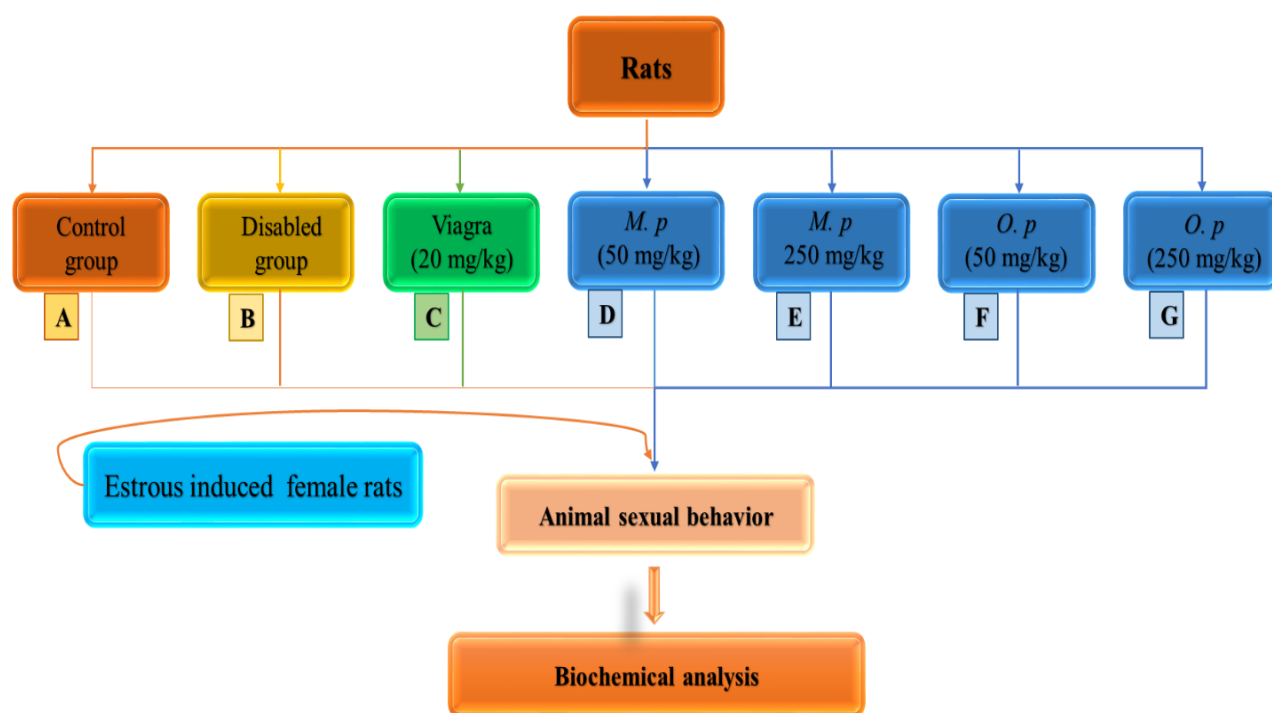 Rats
Control
group
Disabled
group
Viagra
(20 mg/kg)
M. p
(50 mg/kg)
M. p
250 mg/kg
O. p
(50 mg/kg)
O. p
(250 mg/kg)
A
B
C
D
E
F
G
Estrous induced female rats
Animal sexual behavior
Biochemical analysis